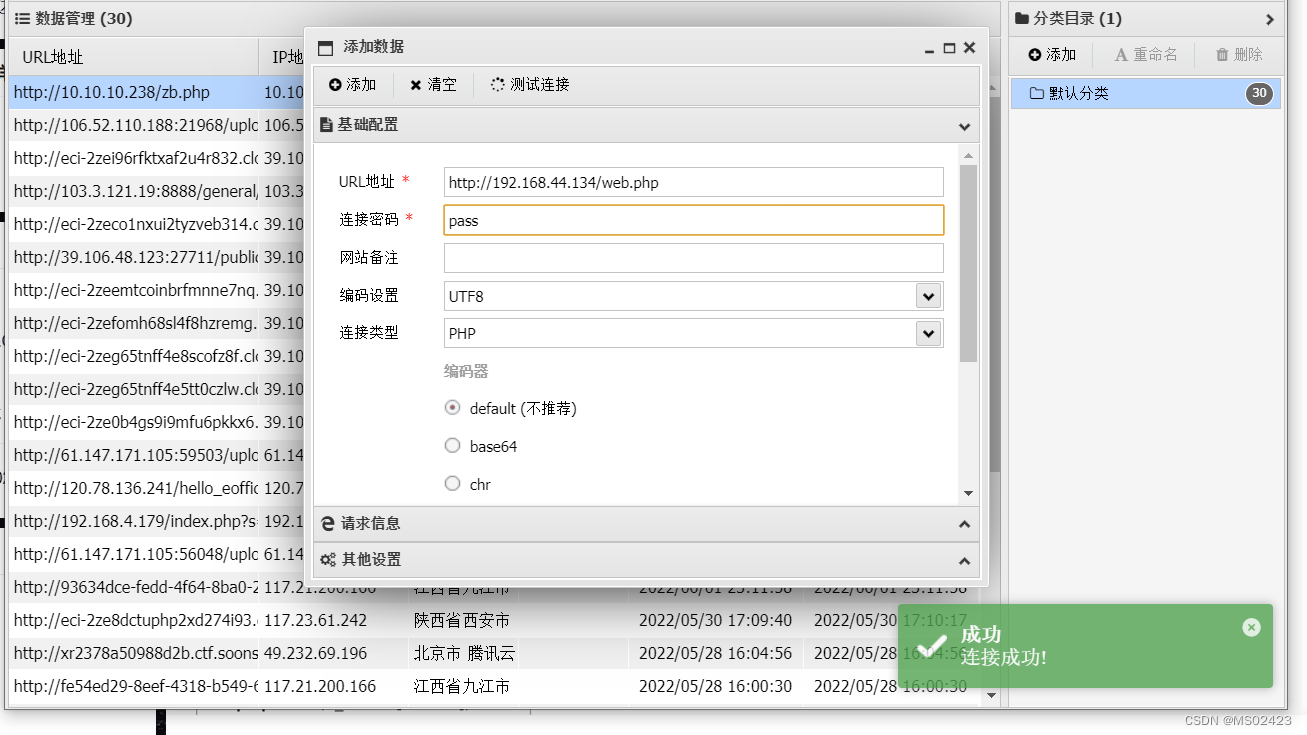 数据管理 (30)
URL地址 IP地
http://10.10.10.238/zb.php 10.10
http://106.52.110.188:21968/uplo 106.5
http://eci-2zei96rfktxaf2u4r832.clo 39.10
http://103.3.121.19:8888/general, 103.3
http://eci-2zeco1nxui2tyzveb314.c 39.10
http://39.106.48.123:27711/public 39.10
http://eci-2zeemtcoinbrfmnne7nq. 39.10
http://eci-2zefomh68sl4f8hzremg. 39.10
http://eci-2zeg65tnff4e8scofz8f.clo 39.10
http://eci-2zeg65tnff4e5tt0czlw.clo 39.10
http://eci-2ze0b4gs9i9mfu6pkkx6. 39.10
http://61.147.171.105:59503/uplo 61.14
http://120.78.136.241/hello_eoffic 120.7
http://192.168.4.179/index.php?s= 192.1
http://61.147.171.105:56048/uplo 61.14
http://93634dce-fedd-4f64-8ba0-2 117.21.200.166 江西省九江市 2022/06/01 23:11:58 2022/06/01 23:11:58
http://eci-2ze8dctuphp2xd274i93. 117.23.61.242 陕西省西安市 2022/05/30 17:09:40 2022/05/30 17:10:17
http://xr2378a50988d2b.ctf.soons 49.232.69.196 北京市 腾讯云 2022/05/28 16:04:56 2022/05/28 16:04:56
http://fe54ed29-8eef-4318-b549-6 117.21.200.166 江西省九江市 2022/05/28 16:00:30 2022/05/28 16:00:30
添加数据
添加 清空 测试连接
基础配置
URL地址 * http://192.168.44.134/web.php
连接密码 * pass
网站备注
编码设置 UTF8
连接类型 PHP
编码器
default (不推荐)
base64
chr
请求信息
其他设置
分类目录 (1)
添加 A 重命名 删除
默认分类 30
成功
连接成功!
CSDN @MS02423